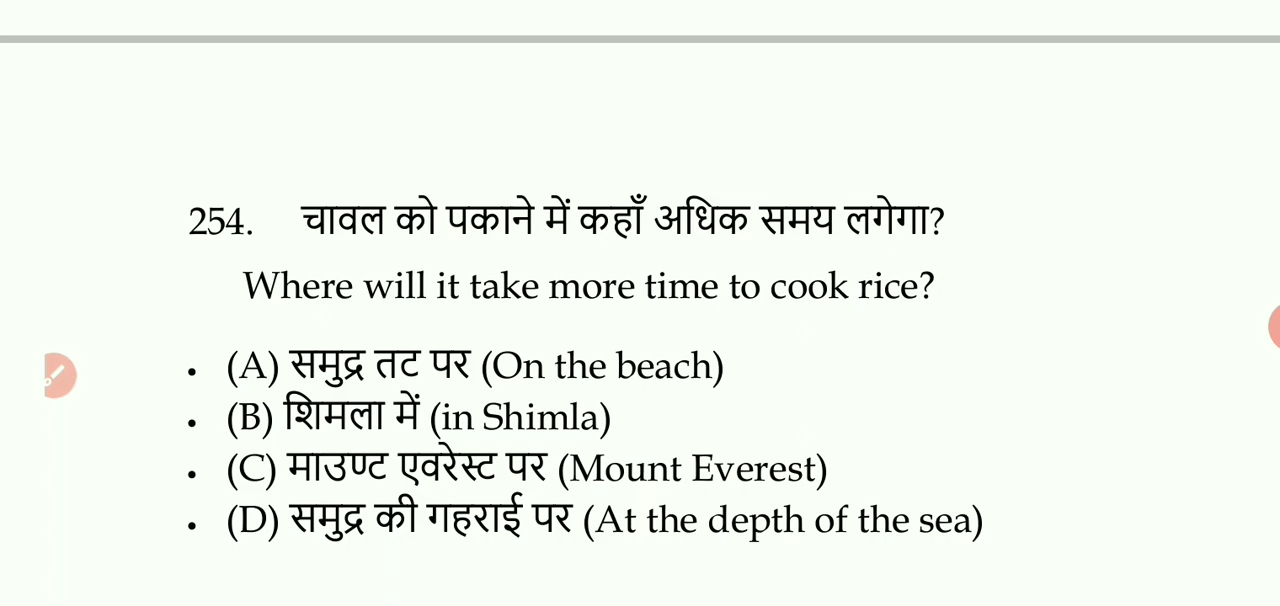 254. चावल को पकाने में कहाँ अधिक समय लगेगा?
Where will it take more time to cook rice?
• (A) समुद्र तट पर (On the beach)
• (B) शिमला में (in Shimla)
• (C) माउण्ट एवरेस्ट पर (Mount Everest)
• (D) समुद्र की गहराई पर (At the depth of the sea)